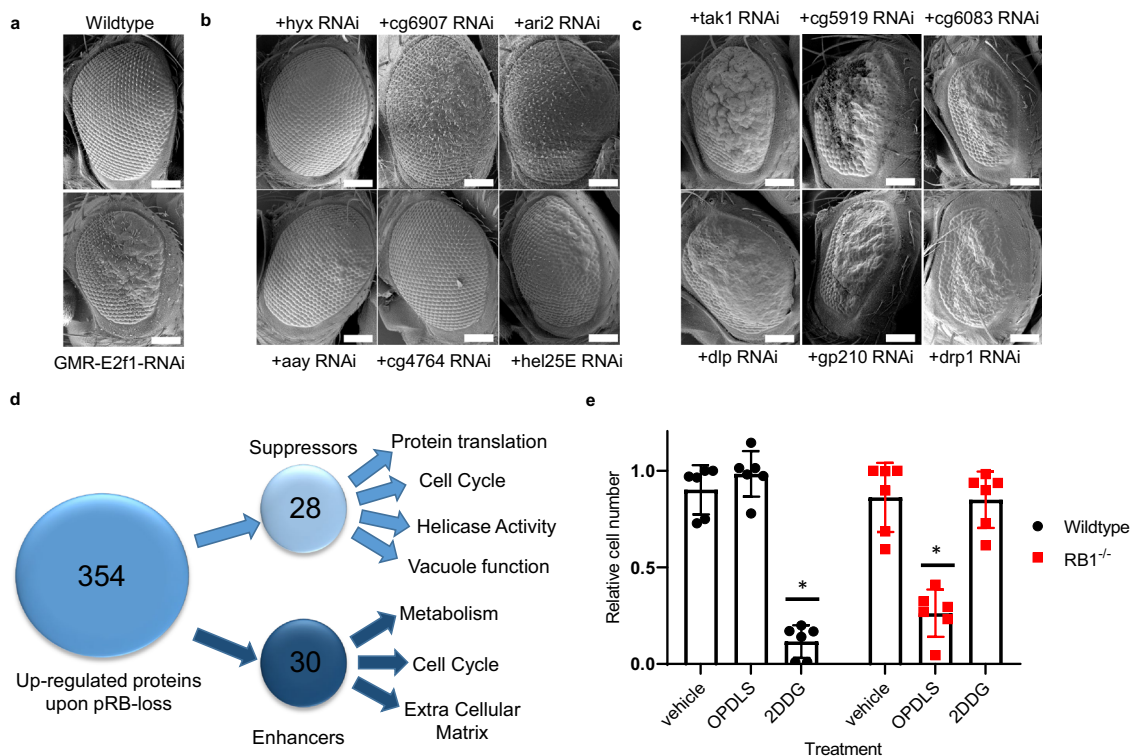 a
Wildtype
GMR-E2f1-RNAi
b
+hyx RNAi
+cg6907 RNAi
+ari2 RNAi
+aay RNAi
+cg4764 RNAi
+hel25E RNAi
c
+tak1 RNAi
+cg5919 RNAi
+cg6083 RNAi
+dlp RNAi
+gp210 RNAi
+drp1 RNAi
d
354
Up-regulated proteins
upon pRB-loss
Suppressors
28
Protein translation
Cell Cycle
Helicase Activity
Vacuole function
30
Enhancers
Metabolism
Cell Cycle
Extra Cellular
Matrix
e
Relative cell number
1.0
0.5
0.0
*
*
vehicle
OPDLS
2DDG
vehicle
OPDLS
2DDG
Treatment
Wildtype
RB1-/-